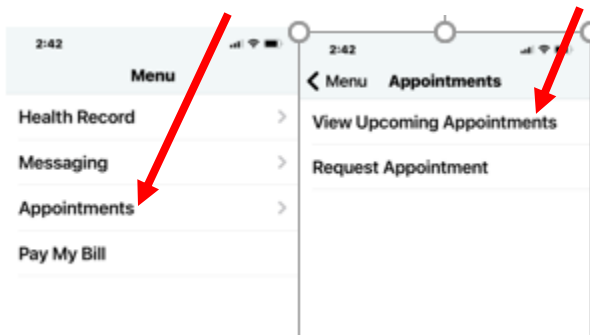 2:42
Menu
Health Record
Messaging
Appointments
Pay My Bill
2:42
Menu Appointments
View Upcoming Appointments
Request Appointment